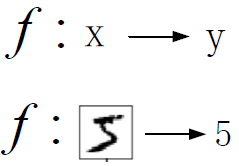 f : x → y
f : 5 → 5